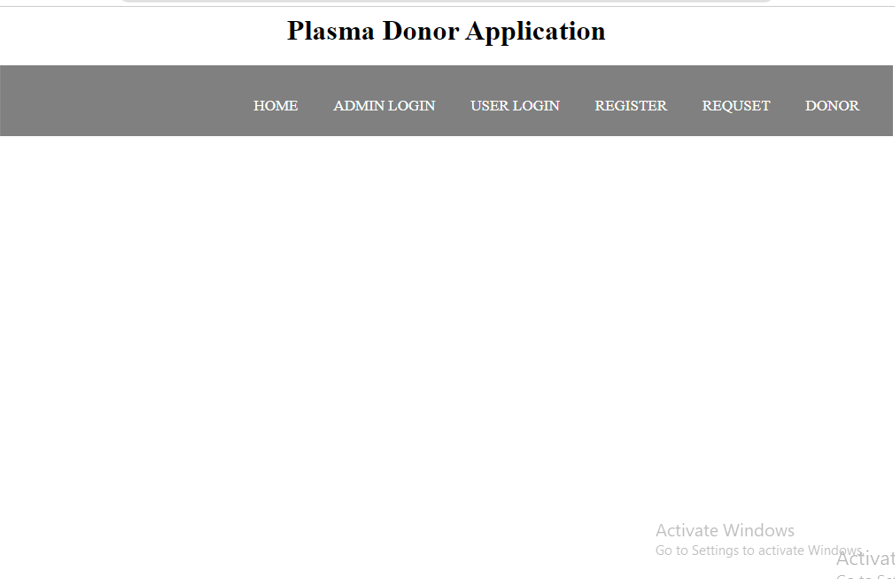 Plasma Donor Application
HOME ADMIN LOGIN USER LOGIN REGISTER REQUSET DONOR
Activate Windows
Go to Settings to activate Windows.